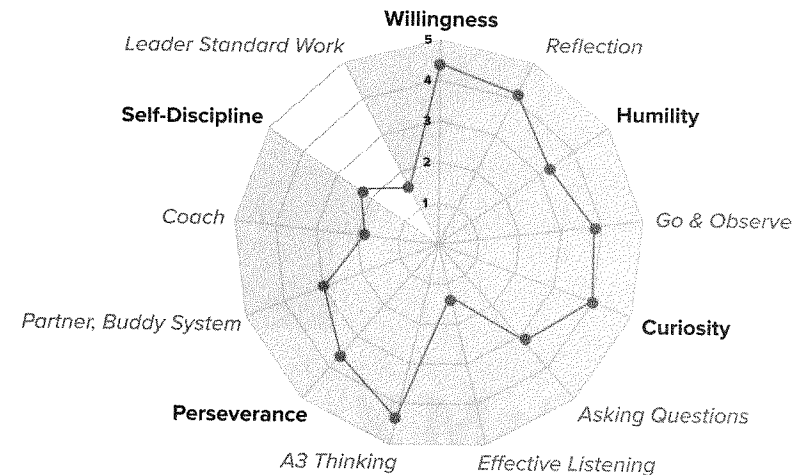 Willingness
Leader Standard Work
5
Reflection
4
Self-Discipline
3
Humility
2
Coach
1
Go & Observe
Partner, Buddy System
Curiosity
Perseverance
Asking Questions
A3 Thinking
Effective Listening